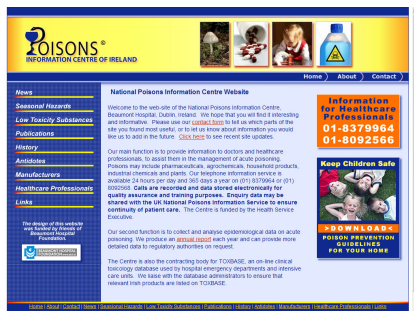 POISONS ©
INFORMATION CENTRE OF IRELAND
Home
About
Contact
News
Seasonal Hazards
Low Toxicity Substances
Publications
History
Antidotes
Manufacturers
Healthcare Professionals
Links
The design of this website
was funded by friends of
Beaumont Hospital
Foundation.
BEAUMONT HOSPITAL
FOUNDATION
National Poisons Information Centre Website
Welcome to the web-site of the National Poisons Information Centre,
Beaumont Hospital, Dublin, Ireland. We hope that you will find it interesting
and informative. Please use our contact form to tell us which parts of the
site you found most useful, or to let us know about information you would
like us to add in the future. Click here to see recent site updates.
Our main function is to provide information to doctors and healthcare
professionals, to assist them in the management of acute poisoning.
Poisons may include pharmaceuticals, agrochemicals, household products,
industrial chemicals and plants. Our telephone information service is
available 24 hours per day and 365 days a year on (01) 8379964 or (01)
8092568. Calls are recorded and data stored electronically for
quality assurance and training purposes. Enquiry data may be
shared with the UK National Poisons Information Service to ensure
continuity of patient care. The Centre is funded by the Health Service
Executive.
Our second function is to collect and analyse epidemological data on acute
poisoning. We produce an annual report each year and can provide more
detailed data to regulatory authorities on request.
The Centre is also the contracting body for TOXBASE, an on-line clinical
toxicology database used by hospital emergency departments and intensive
care units. We liease with the database administrators to ensure that
relevant Irish products are listed on TOXBASE.
Information
for Healthcare
Professionals
01-8379964
01-8092566
Keep Children Safe
>DOWNLOAD<
POISON PREVENTION
GUIDELINES
FOR YOUR HOME
Home | About | Contact | News | Seasonal Hazards | Low Toxicity Substances | Publications | History | Antidotes | Manufacturers | Healthcare Professionals | Links